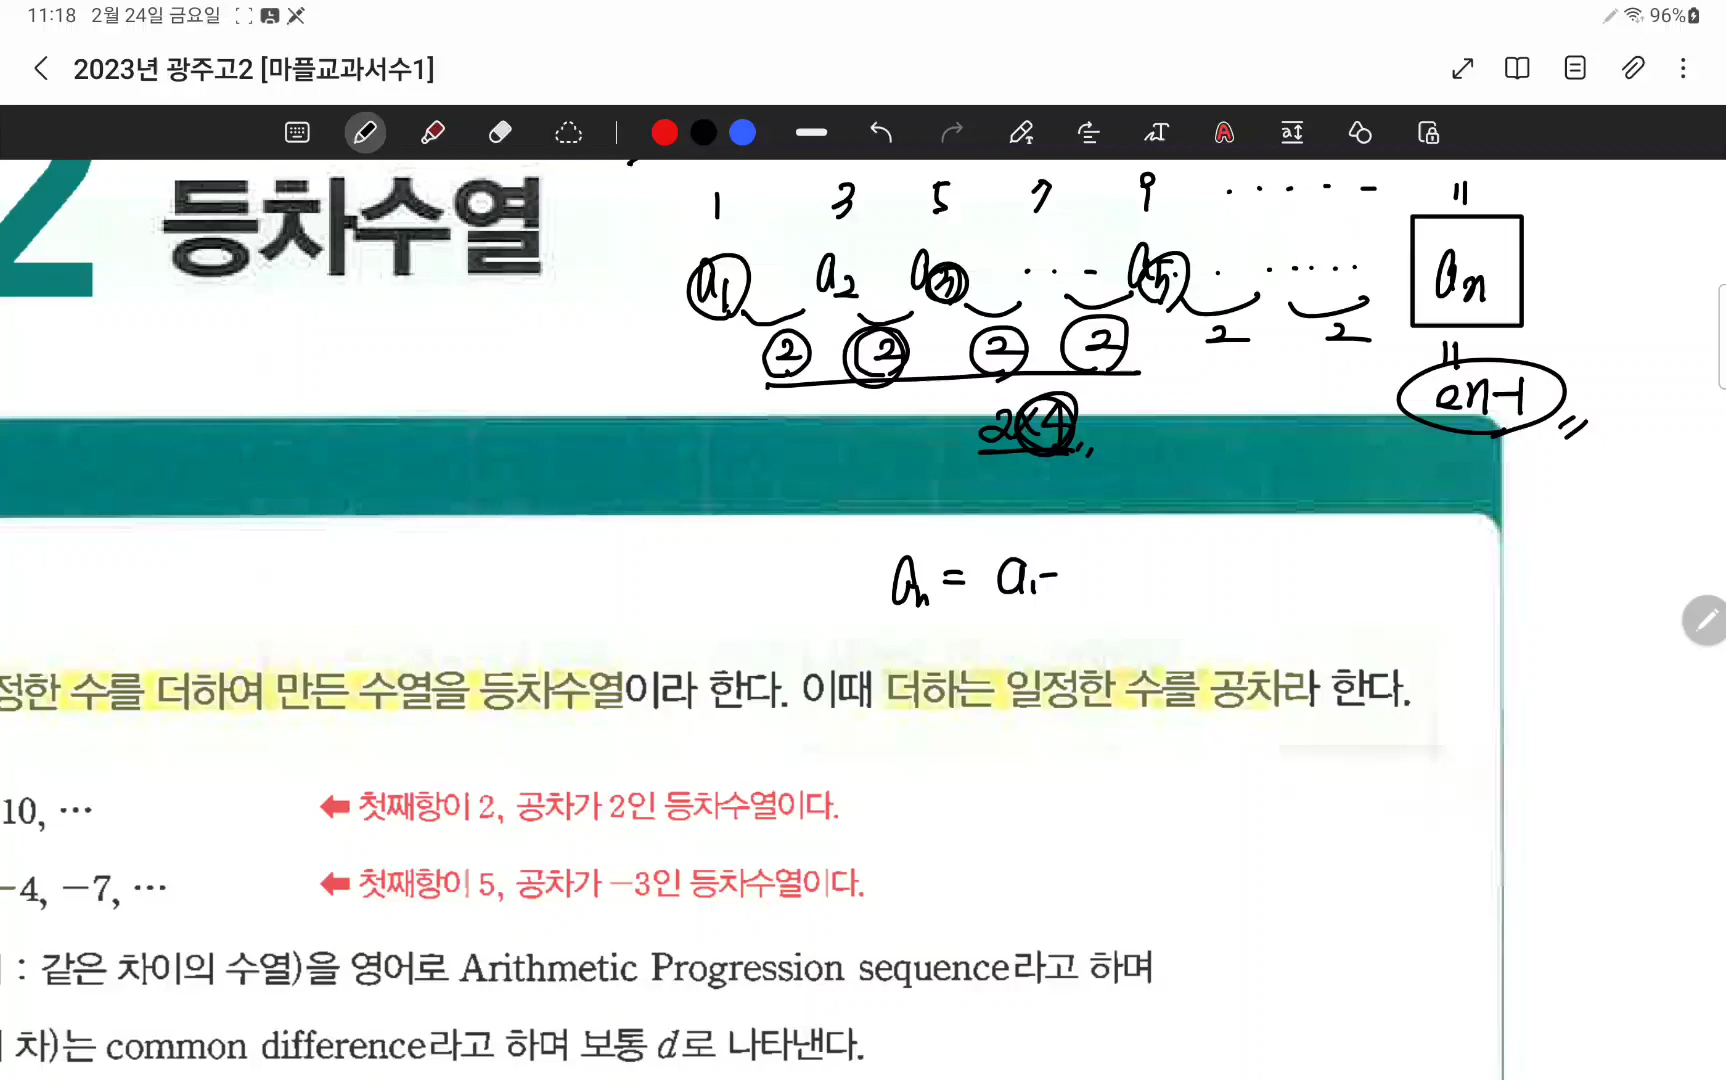 11:18 2월 24일 금요일 96%
2023년 광주고2 [마플교과서수1]
2 등차수열
1 3 5 7 9 ······ =
a₁ a₂ a₃ ··· a₅ ······ aₙ
2 2 2 2 2 2 =
2×4 2n-1
aₙ = a₁-
정한 수를 더하여 만든 수열을 등차수열이라 한다. 이때 더하는 일정한 수를 공차라 한다.
10, ⋯ ← 첫째항이 2, 공차가 2인 등차수열이다.
-4, -7, ⋯ ← 첫째항이 5, 공차가 -3인 등차수열이다.
: 같은 차이의 수열)을 영어로 Arithmetic Progression sequence라고 하며
차)는 common difference라고 하며 보통 d로 나타낸다.